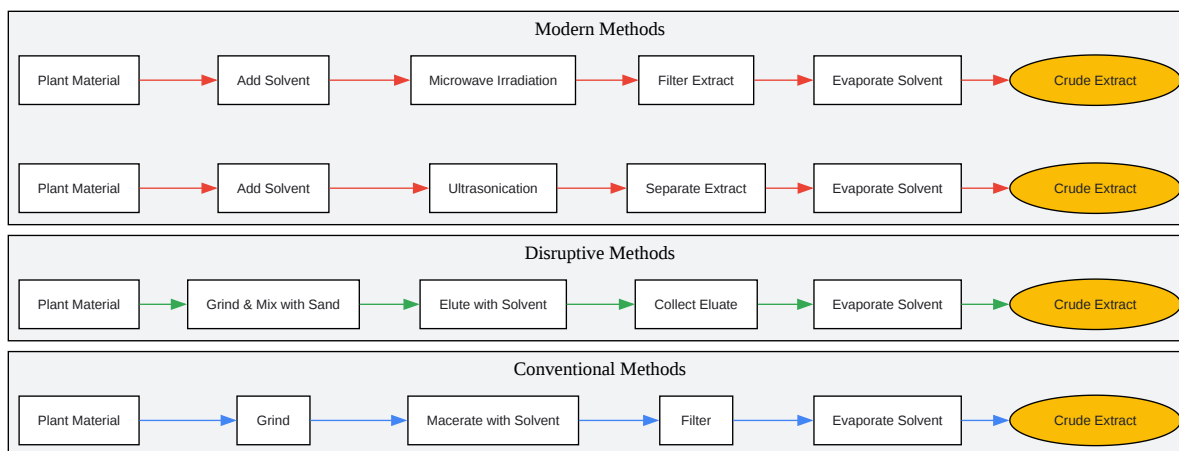 Modern Methods
Plant Material
Add Solvent
Microwave Irradiation
Filter Extract
Evaporate Solvent
Crude Extract
Plant Material
Add Solvent
Ultrasonication
Separate Extract
Evaporate Solvent
Crude Extract
Disruptive Methods
Plant Material
Grind & Mix with Sand
Elute with Solvent
Collect Eluate
Evaporate Solvent
Crude Extract
Conventional Methods
Plant Material
Grind
Macerate with Solvent
Filter
Evaporate Solvent
Crude Extract